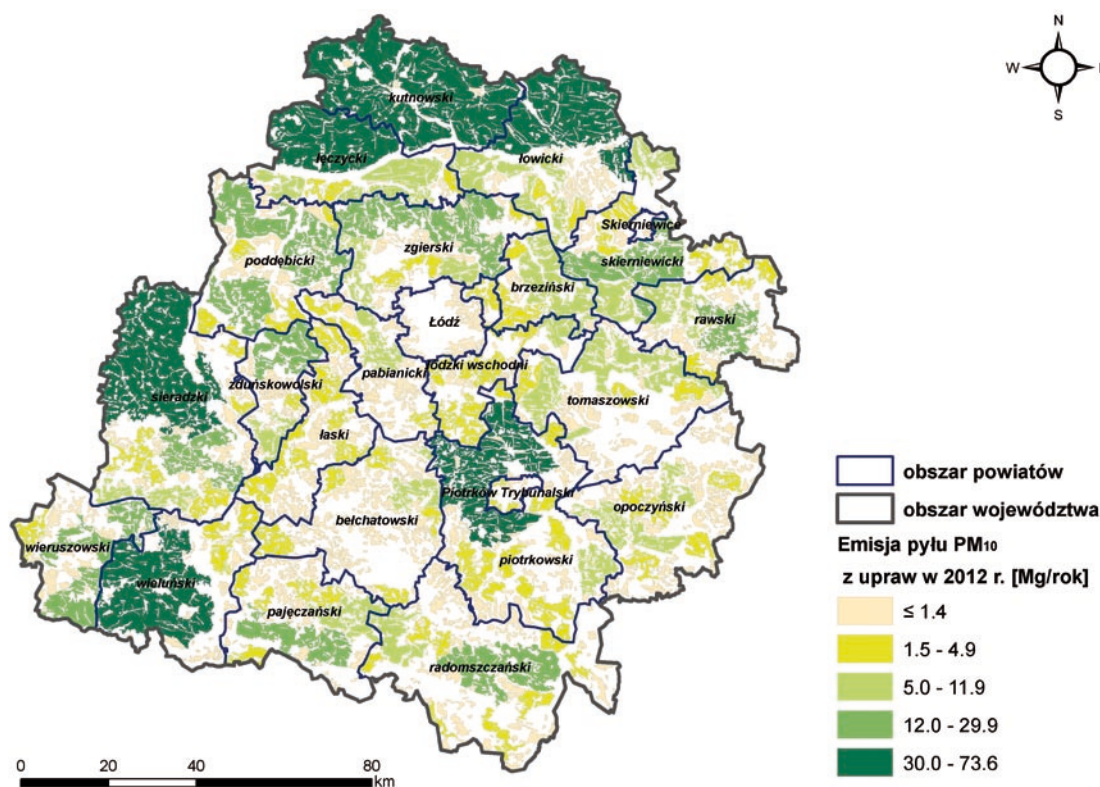 N
W
S
kutnowski
łęczycki
łowicki
Skierniewice
zgierski
skierniewicki
poddębicki
brzeziński
rawski
Łódź
łódzki wschodni
zduńskowolski
pabianicki
sieradzki
tomaszowski
łaski
Piotrków Trybunalski
opoczyński
bełchatowski
wieruszowski
piotrkowski
wieluński
pajęczański
radomszczański
obszar powiatów
obszar województwa
Emisja pyłu PM10
z upraw w 2012 r. [Mg/rok]
≤ 1.4
1.5 - 4.9
5.0 - 11.9
12.0 - 29.9
30.0 - 73.6
0 10 20 40 60 80
km